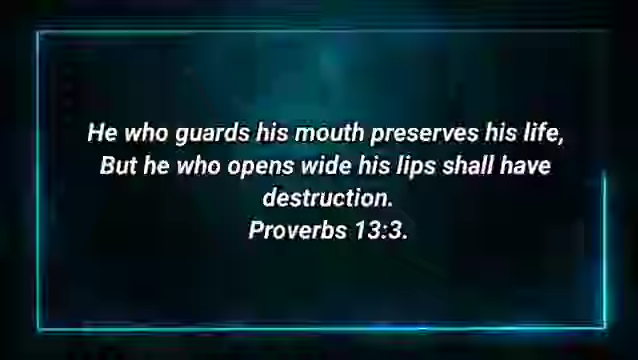 He who guards his mouth preserves his life,
But he who opens wide his lips shall have
destruction.
Proverbs 13:3.